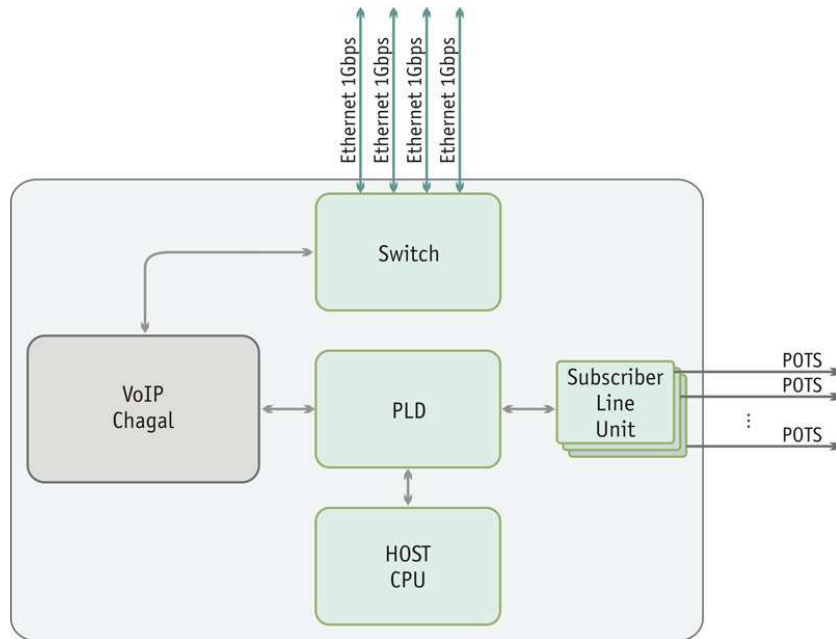 Ethernet 1Gbps
Ethernet 1Gbps
Ethernet 1Gbps
Ethernet 1Gbps
Switch
VoIP
Chagal
PLD
Subscriber
Line
Unit
POTS
POTS
⋮
POTS
HOST
CPU